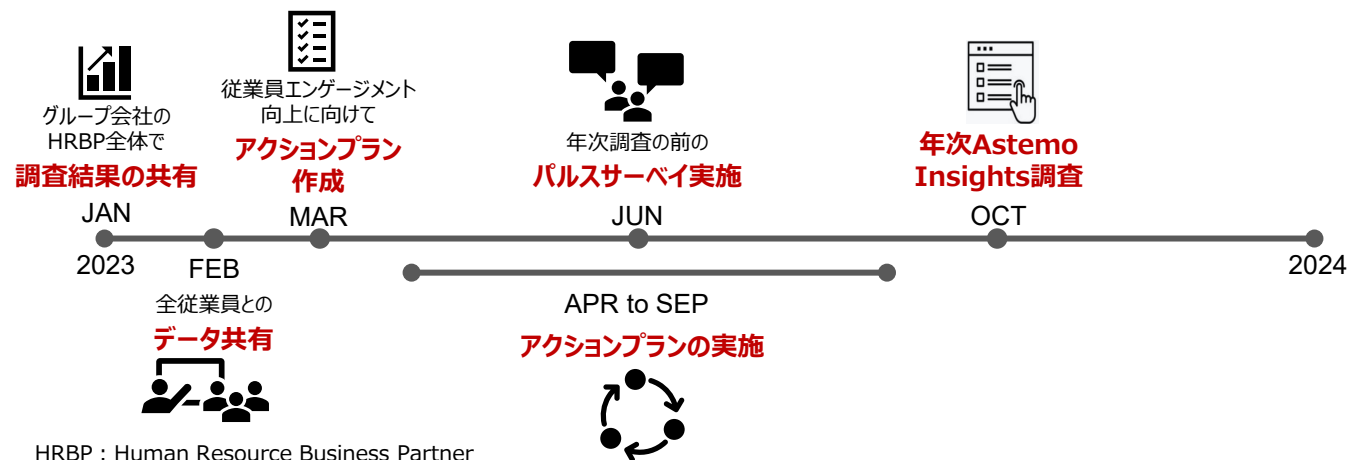 グループ会社の
HRBP全体で
調査結果の共有
JAN
2023
FEB
全従業員との
データ共有
従業員エンゲージメント
向上に向けて
アクションプラン
作成
MAR
年次調査の前の
パルスサーベイ実施
JUN
APR to SEP
アクションプランの実施
年次Astemo
Insights調査
OCT
2024
HRBP：Human Resource Business Partner